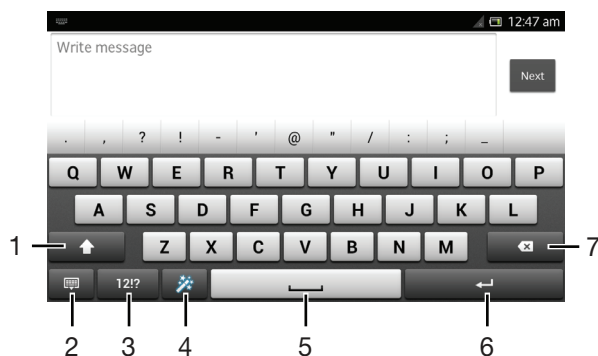 12:47 am
Write message
Next
. , ? ! - ' @ " / : ; _
Q W E R T Y U I O P
A S D F G H J K L
1 Z X C V B N M 7
12!?
2 3 4 5 6